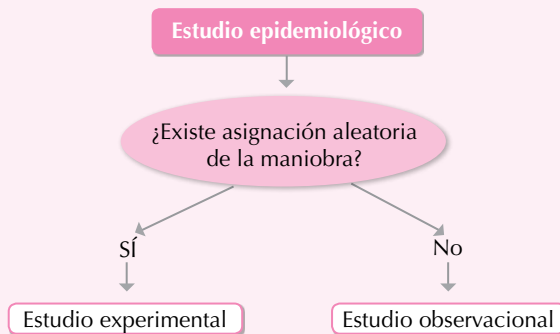 Estudio epidemiológico
¿Existe asignación aleatoria
de la maniobra?
SÍ
No
Estudio experimental
Estudio observacional